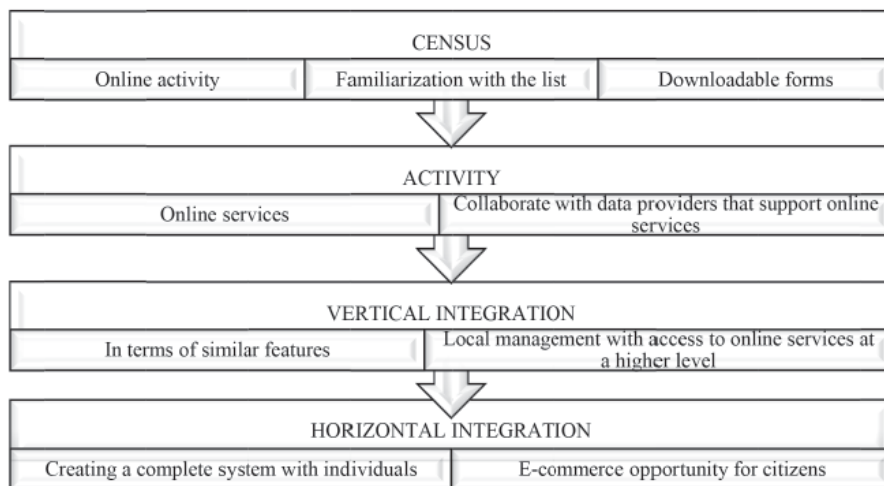 CENSUS
Online activity
Familiarization with the list
Downloadable forms
ACTIVITY
Online services
Collaborate with data providers that support online
services
VERTICAL INTEGRATION
In terms of similar features
Local management with access to online services at
a higher level
HORIZONTAL INTEGRATION
Creating a complete system with individuals
E-commerce opportunity for citizens